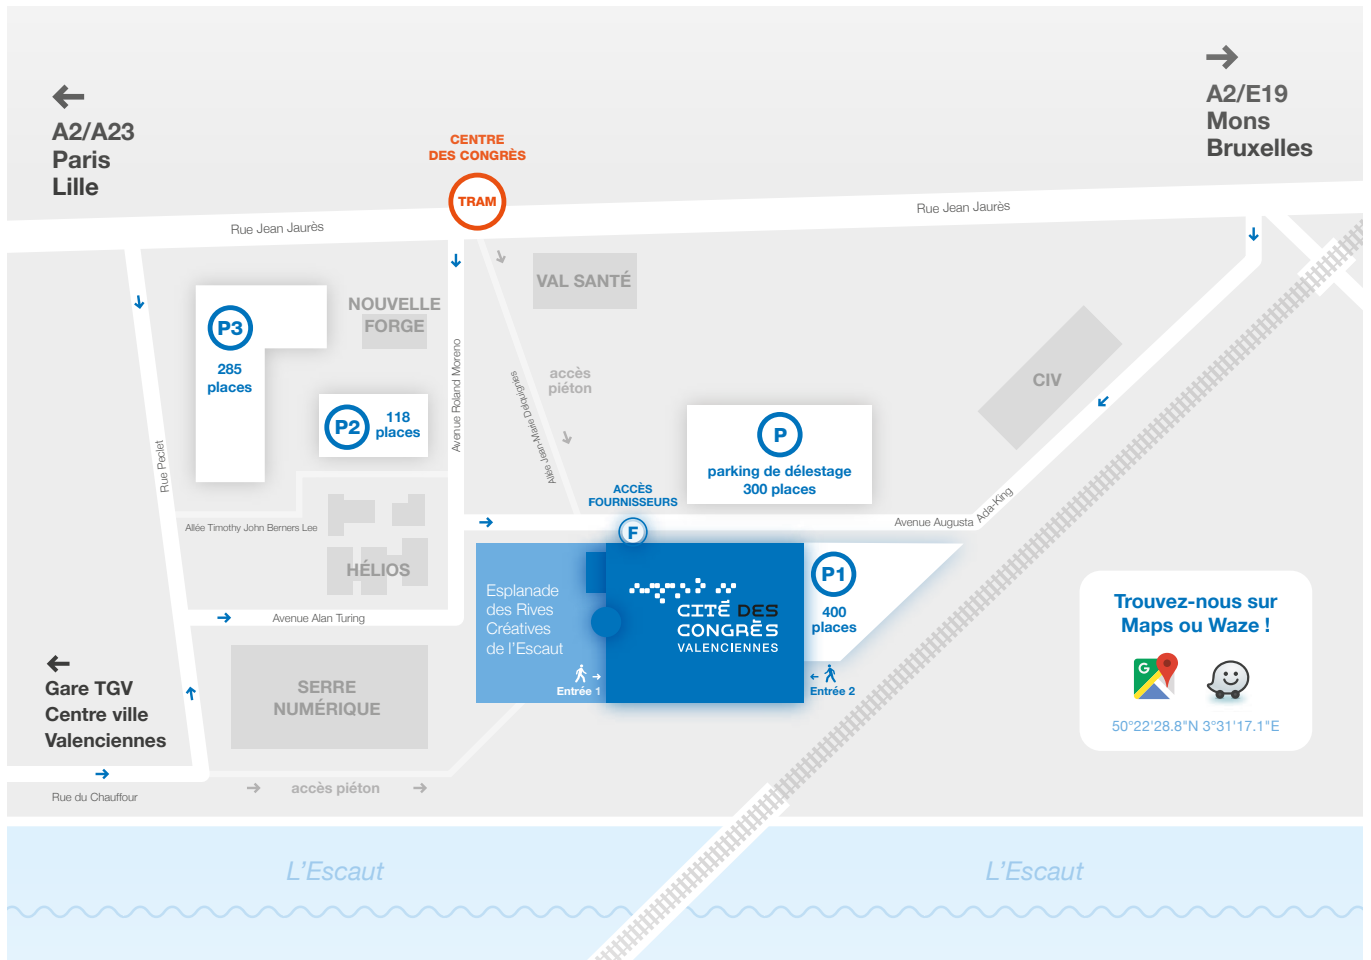 A2/A23
Paris
Lille
A2/E19
Mons
Bruxelles
CENTRE
DES CONGRÈS
TRAM
Rue Jean Jaurès
Rue Jean Jaurès
VAL SANTÉ
NOUVELLE
FORGE
P3
285
places
P2
118
places
Avenue Roland Moreno
Allée Jean-Marie Déquignes
accès
piéton
CIV
P
parking de délestage
300 places
Rue Peclet
ACCÈS
FOURNISSEURS
F
Avenue Augusta Ada-King
Allée Timothy John Berners Lee
HÉLIOS
Avenue Alan Turing
Esplanade
des Rives
Créatives
de l'Escaut
CITÉ DES
CONGRÈS
VALENCIENNES
P1
400
places
Entrée 1
Entrée 2
Trouvez-nous sur
Maps ou Waze !
G
50°22'28.8"N 3°31'17.1"E
Gare TGV
Centre ville
Valenciennes
SERRE
NUMÉRIQUE
accès piéton
Rue du Chauffour
L'Escaut
L'Escaut